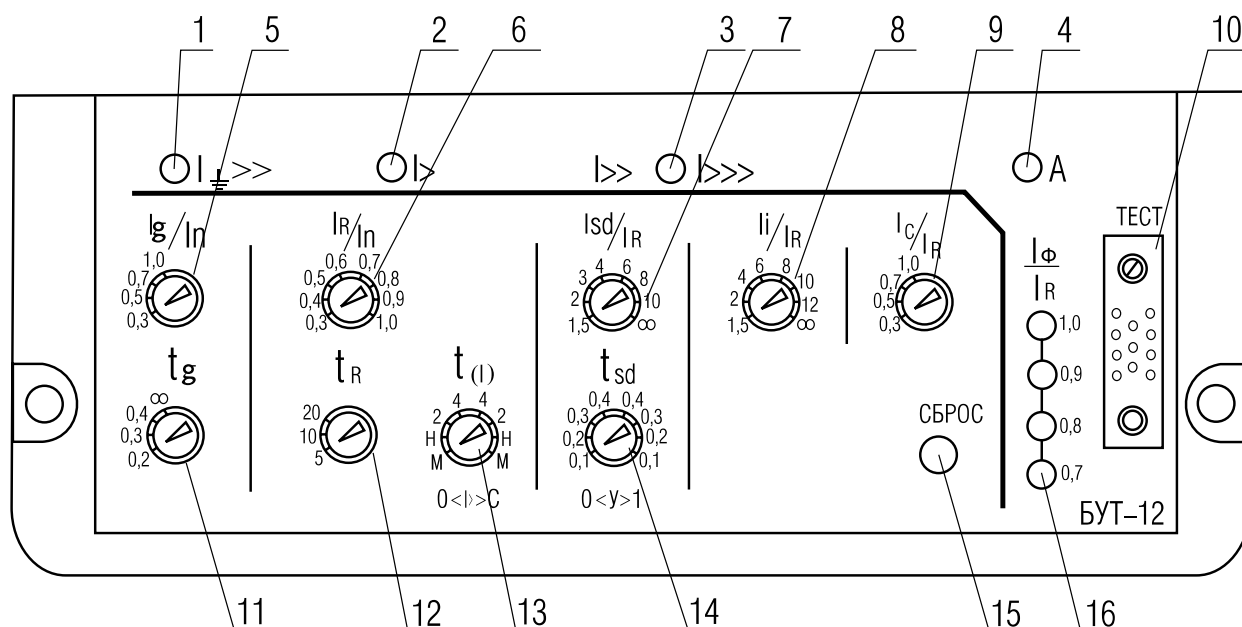 1 5 2 6 3 7 8 9 4 10
I >> I> I>> I>>> A
ТЕСТ
Ig/In IR/In Isd/IR Ii/IR IC/IR
IФ/IR
0,3 0,5 0,7 1,0
0,3 0,4 0,5 0,6 0,7 0,8 0,9 1,0
1,5 2 3 4 6 8 10 ∞
1,5 2 4 6 8 10 12 ∞
0,3 0,5 0,7 1,0
1,0
0,9
0,8
0,7
tg tR t(I) tsd
0,2 0,3 0,4 ∞
5 10 20
М Н 2 4 4 2 Н М
0,1 0,2 0,3 0,4 0,4 0,3 0,2 0,1
СБРОС
0<I>>C 0<y>1
БУТ–12
11 12 13 14 15 16